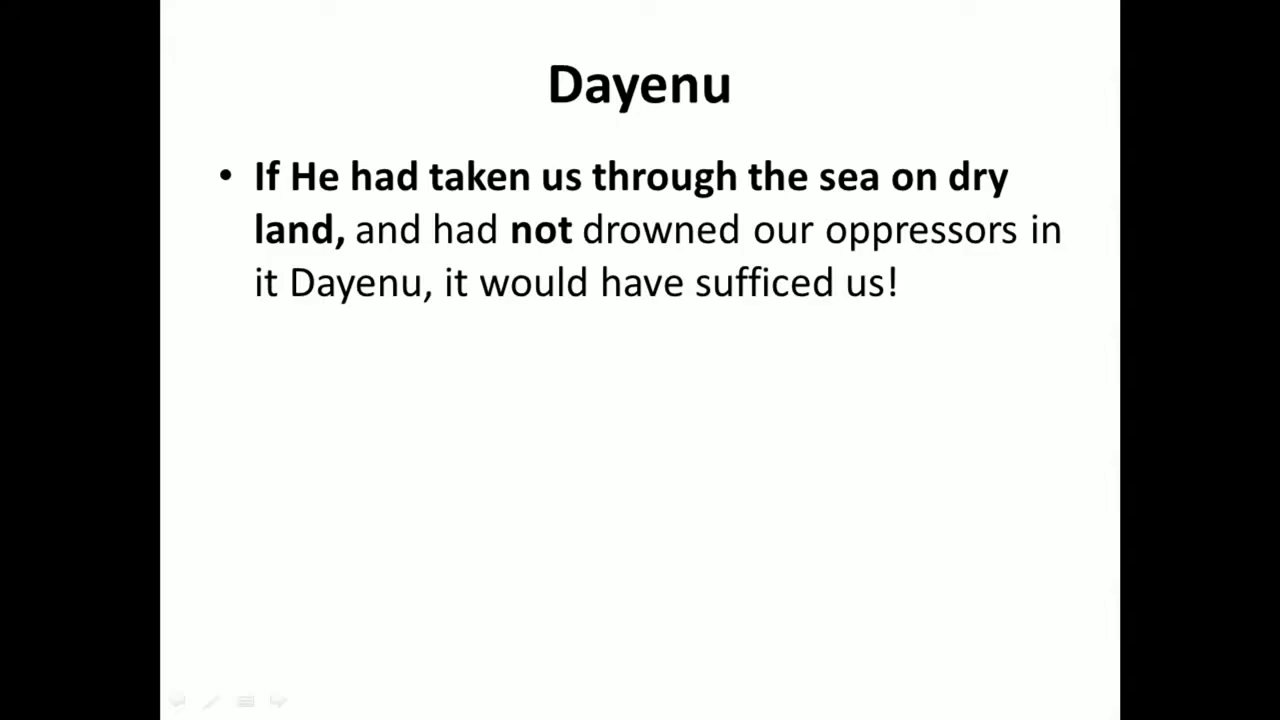 Dayenu
• If He had taken us through the sea on dry
land, and had not drowned our oppressors in
it Dayenu, it would have sufficed us!